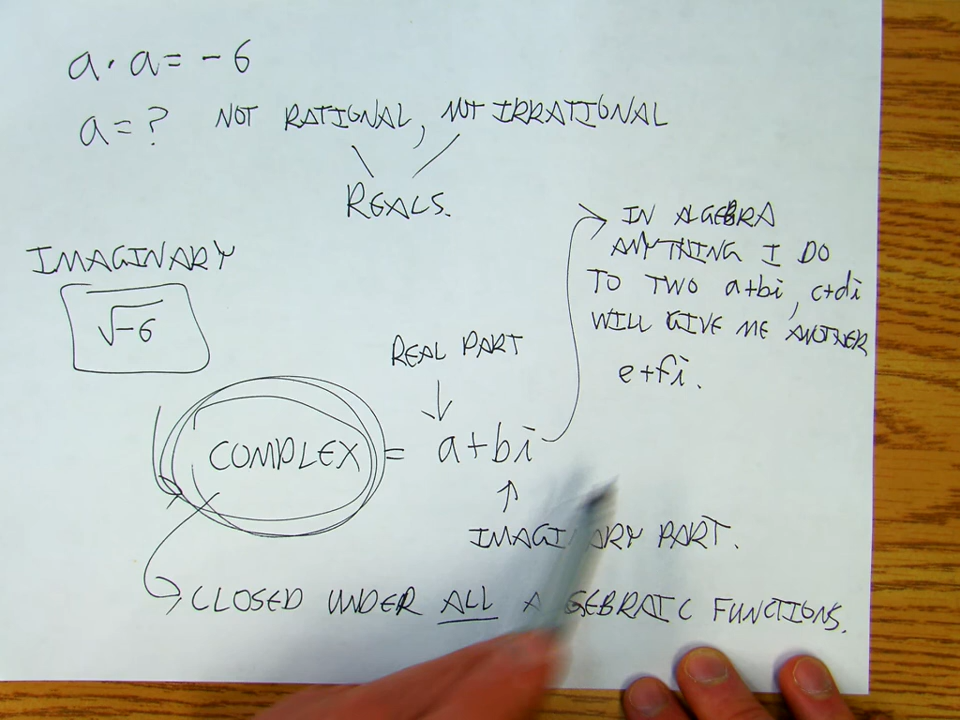 a · a = -6
a = ? NOT RATIONAL, NOT IRRATIONAL
REALS.
IMAGINARY
√-6
IN ALGEBRA
ANYTHING I DO
TO TWO a+bi, c+di
WILL GIVE ME ANOTHER
e+fi.
REAL PART
COMPLEX = a+bi
IMAGINARY PART.
CLOSED UNDER ALL ALGEBRAIC FUNCTIONS.